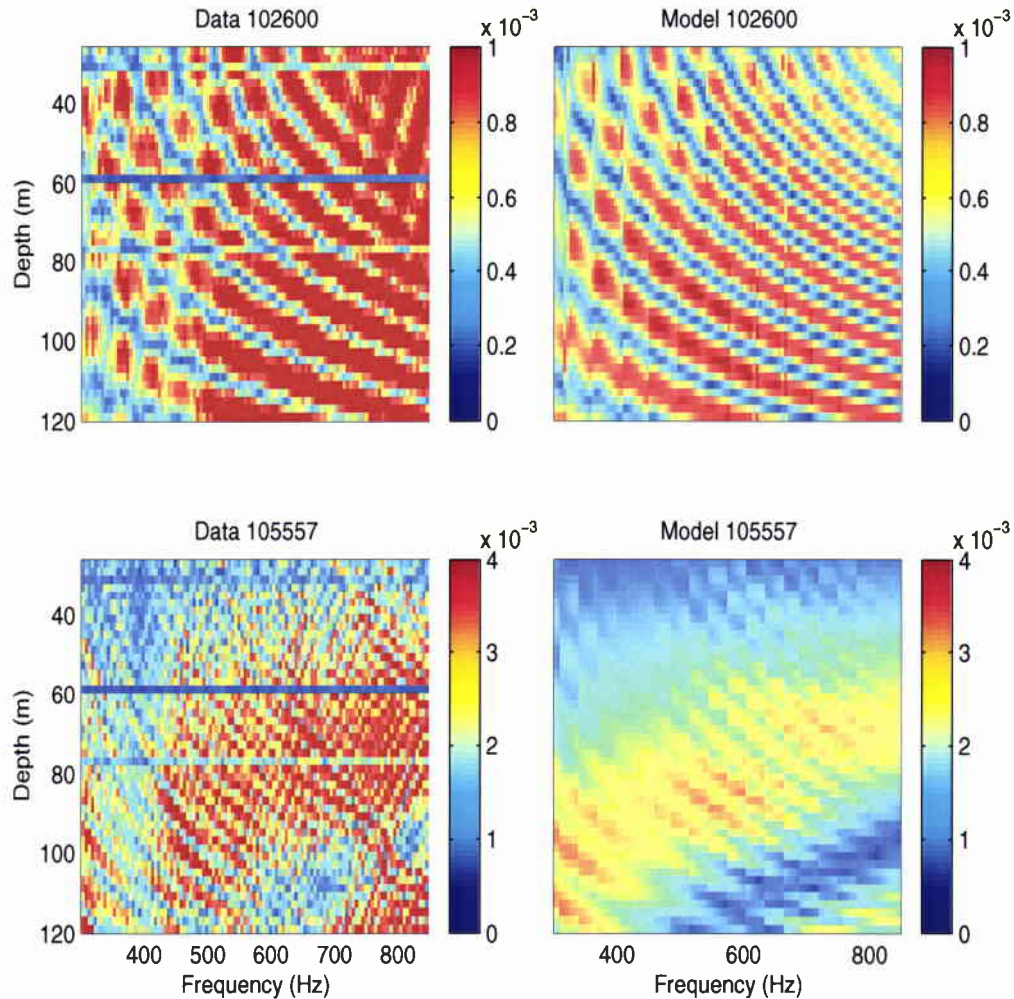 Data 102600
x 10⁻³
Model 102600
x 10⁻³
Depth (m)
40
60
80
100
120
1
0.8
0.6
0.4
0.2
0
1
0.8
0.6
0.4
0.2
0
Data 105557
x 10⁻³
Model 105557
x 10⁻³
Depth (m)
40
60
80
100
120
4
3
2
1
0
4
3
2
1
0
400 500 600 700 800
Frequency (Hz)
400 600 800
Frequency (Hz)